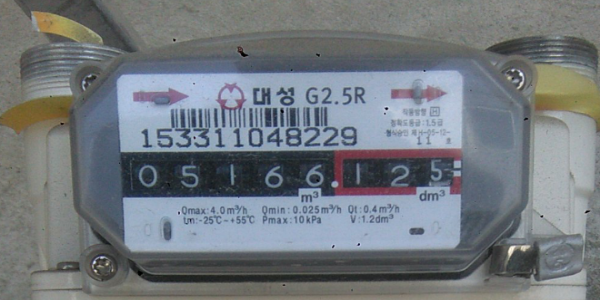 대성 G2.5R
153311048229
05166.125
m³
dm³
Qmax: 4.0m³/h Qmin: 0.025m³/h Qt: 0.4m³/h
tm: -25℃~+55℃ Pmax: 10kPa V: 1.2dm³